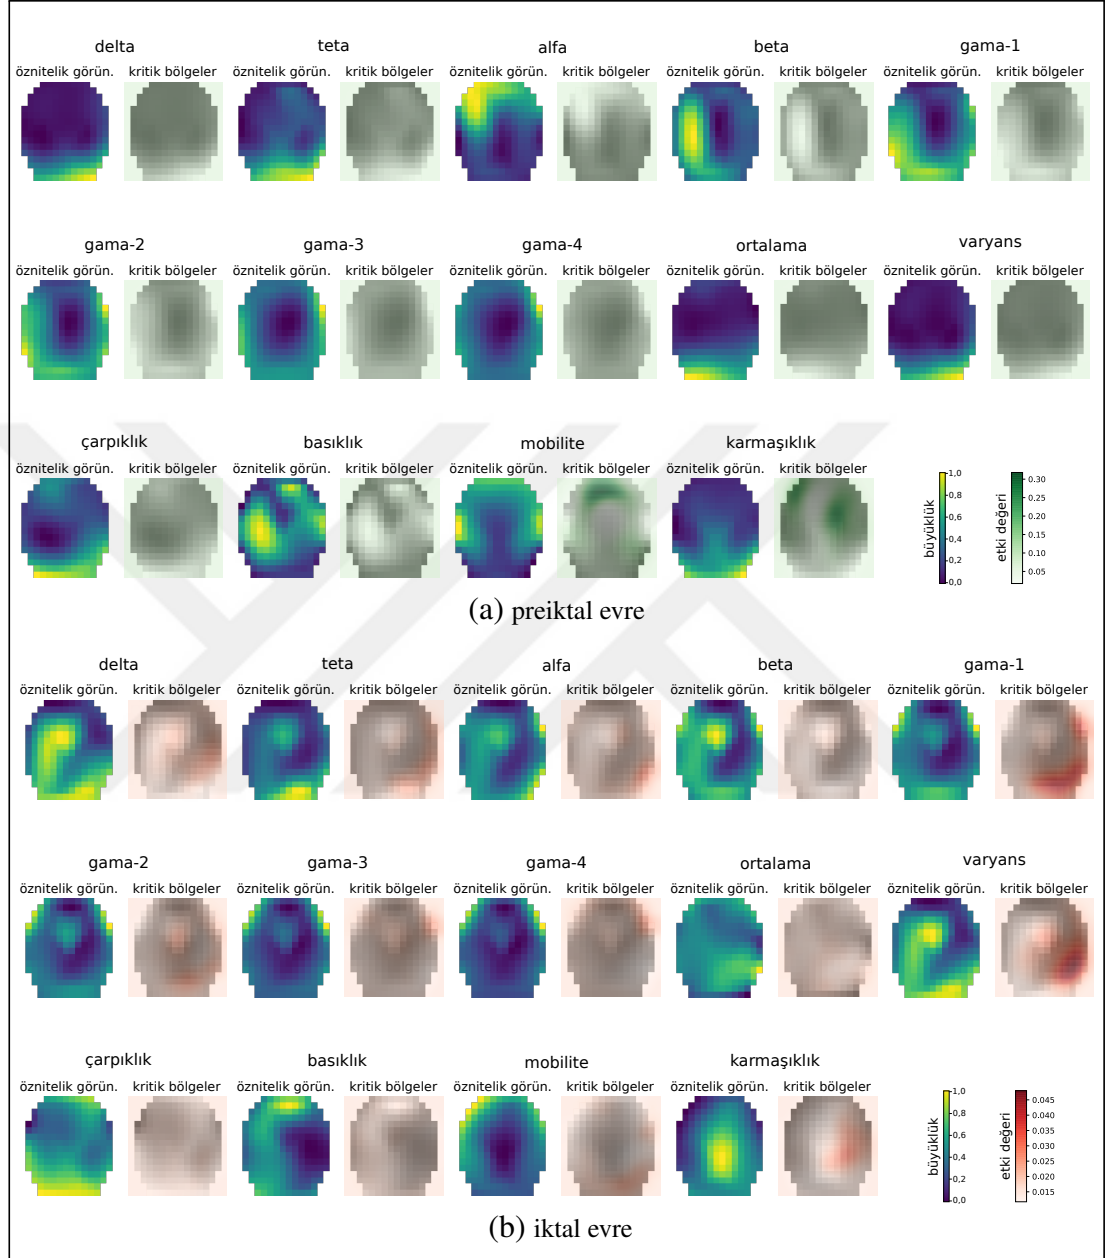 delta teta alfa beta gama-1
öznitelik görün. kritik bölgeler öznitelik görün. kritik bölgeler öznitelik görün. kritik bölgeler öznitelik görün. kritik bölgeler öznitelik görün. kritik bölgeler
gama-2 gama-3 gama-4 ortalama varyans
öznitelik görün. kritik bölgeler öznitelik görün. kritik bölgeler öznitelik görün. kritik bölgeler öznitelik görün. kritik bölgeler öznitelik görün. kritik bölgeler
çarpıklık basıklık mobilite karmaşıklık
öznitelik görün. kritik bölgeler öznitelik görün. kritik bölgeler öznitelik görün. kritik bölgeler öznitelik görün. kritik bölgeler
büyüklük
1,0
0,8
0,6
0,4
0,2
0,0
etki değeri
0.30
0.25
0.20
0.15
0.10
0.05
(a) preiktal evre
delta teta alfa beta gama-1
öznitelik görün. kritik bölgeler öznitelik görün. kritik bölgeler öznitelik görün. kritik bölgeler öznitelik görün. kritik bölgeler öznitelik görün. kritik bölgeler
gama-2 gama-3 gama-4 ortalama varyans
öznitelik görün. kritik bölgeler öznitelik görün. kritik bölgeler öznitelik görün. kritik bölgeler öznitelik görün. kritik bölgeler öznitelik görün. kritik bölgeler
çarpıklık basıklık mobilite karmaşıklık
öznitelik görün. kritik bölgeler öznitelik görün. kritik bölgeler öznitelik görün. kritik bölgeler öznitelik görün. kritik bölgeler
büyüklük
1,0
0,8
0,6
0,4
0,2
0,0
etki değeri
0.045
0.040
0.035
0.030
0.025
0.020
0.015
(b) iktal evre